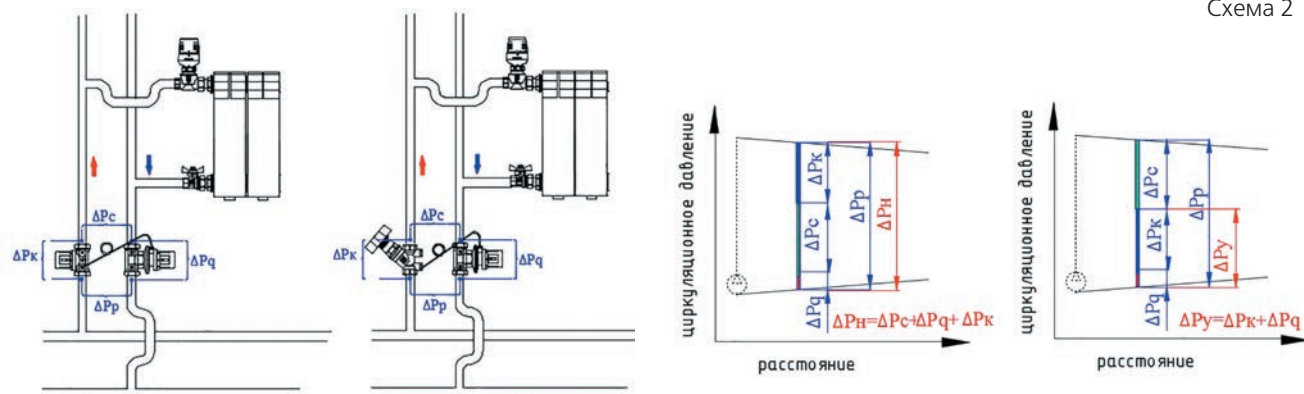 Схема 2
ΔPc
ΔPк
ΔPq
ΔPp
ΔPc
ΔPк
ΔPq
ΔPp
циркуляционное давление
ΔPк
ΔPc
ΔPp
ΔPн
ΔPq
ΔPн=ΔPc+ΔPq+ΔPк
расстояние
циркуляционное давление
ΔPc
ΔPк
ΔPp
ΔPy
ΔPq
ΔPy=ΔPк+ΔPq
расстояние